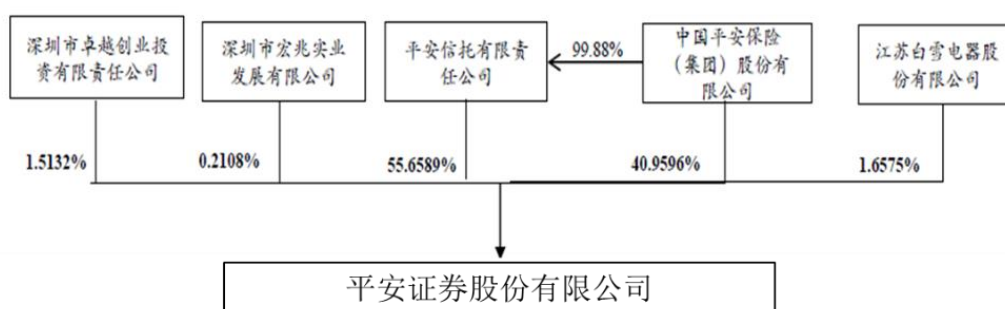 深圳市卓越创业投
资有限责任公司
深圳市宏兆实业
发展有限公司
平安信托有限责
任公司
99.88%
中国平安保险
（集团）股份有
限公司
江苏白雪电器股
份有限公司
1.5132%
0.2108%
55.6589%
40.9596%
1.6575%
平安证券股份有限公司